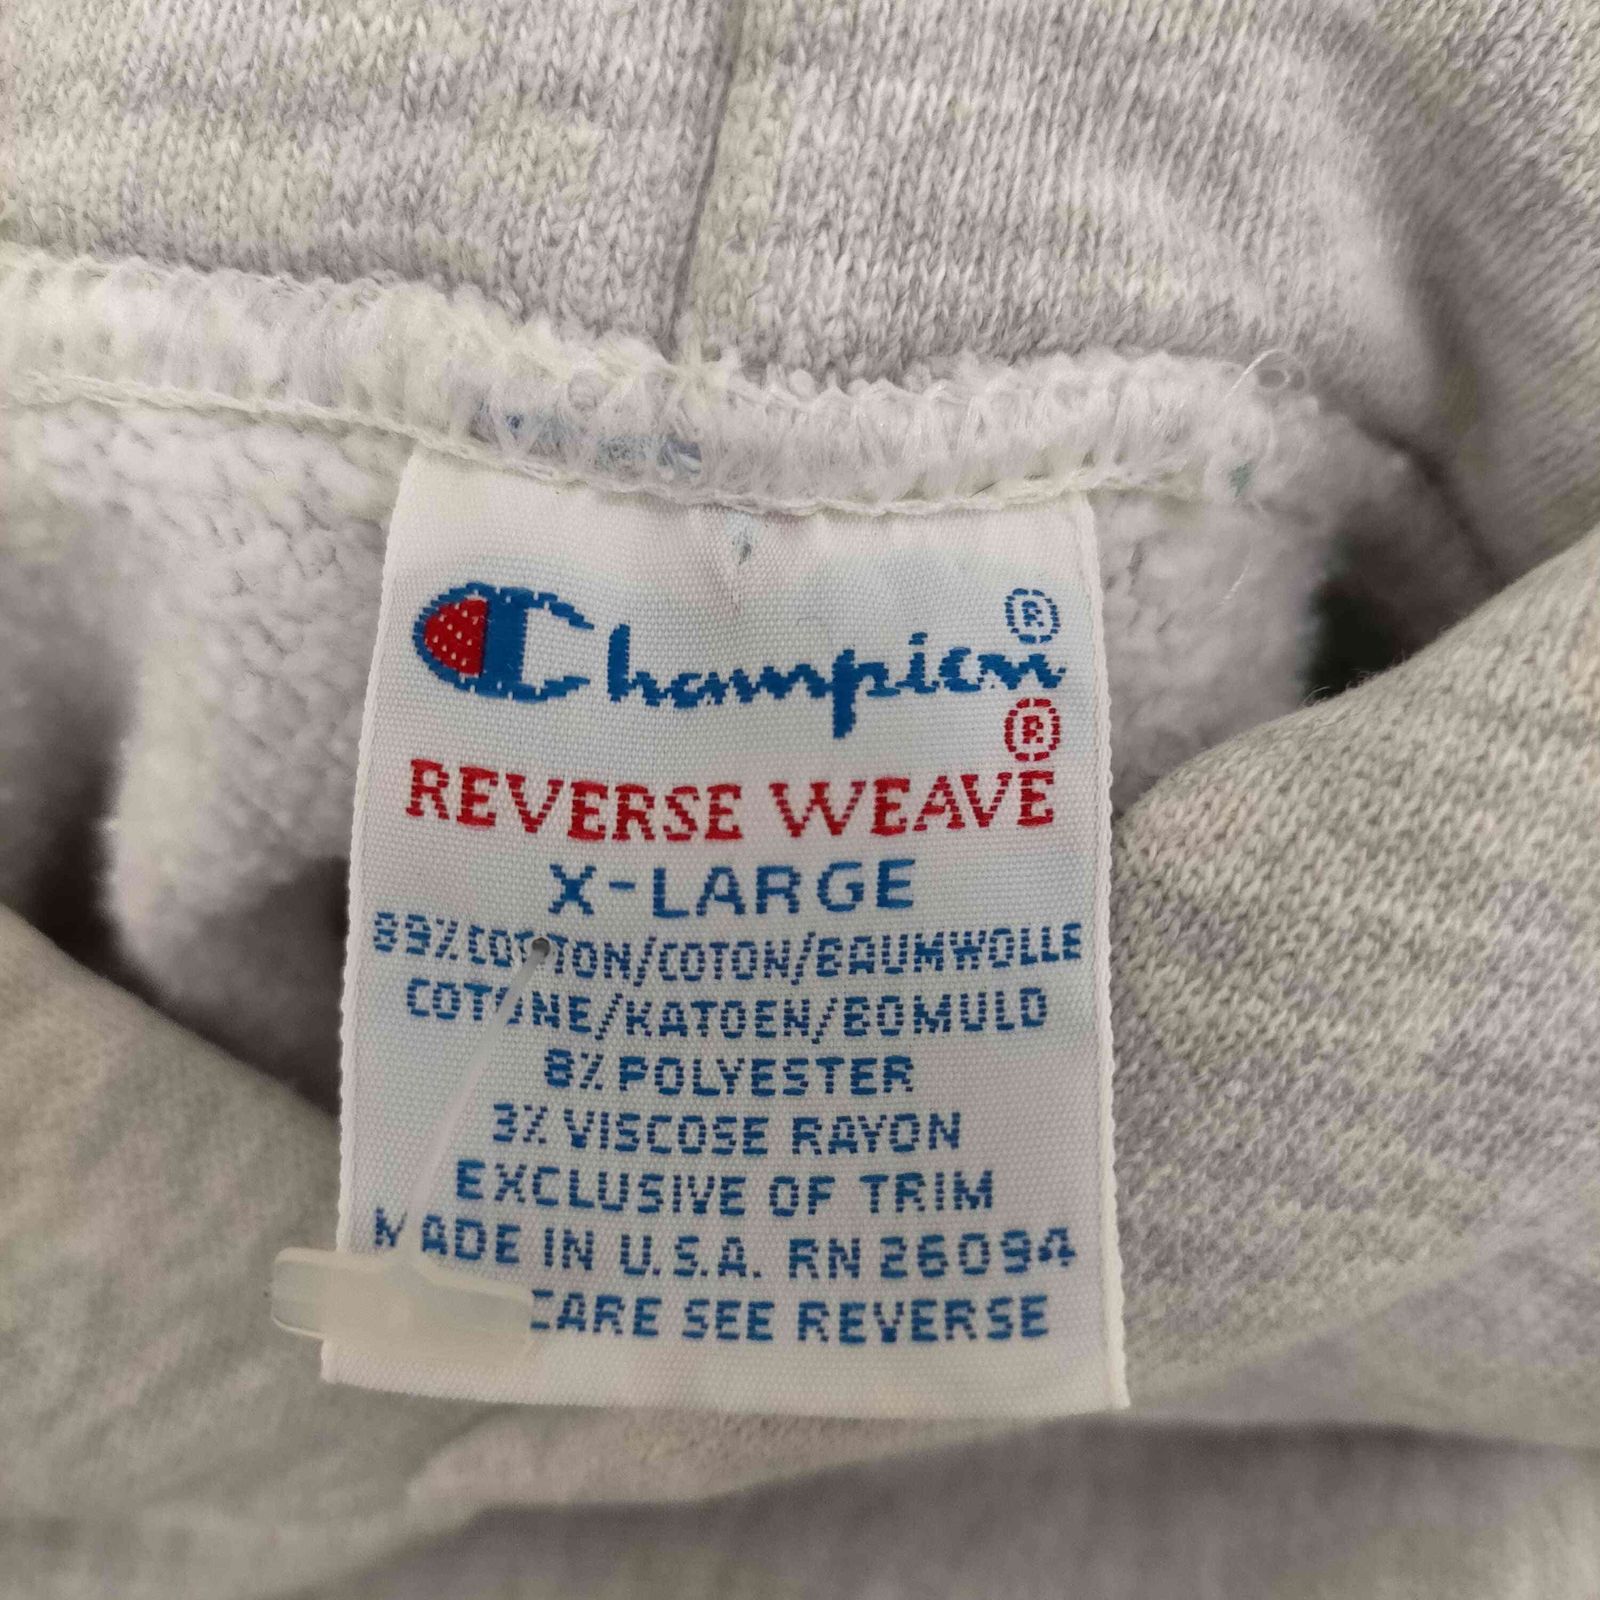 Champion®
REVERSE WEAVE®
X-LARGE
89% COTTON/COTON/BAUMWOLLE
COTONE/KATOEN/BOMULD
8% POLYESTER
3% VISCOSE RAYON
EXCLUSIVE OF TRIM
MADE IN U.S.A. RN 26094
CARE SEE REVERSE